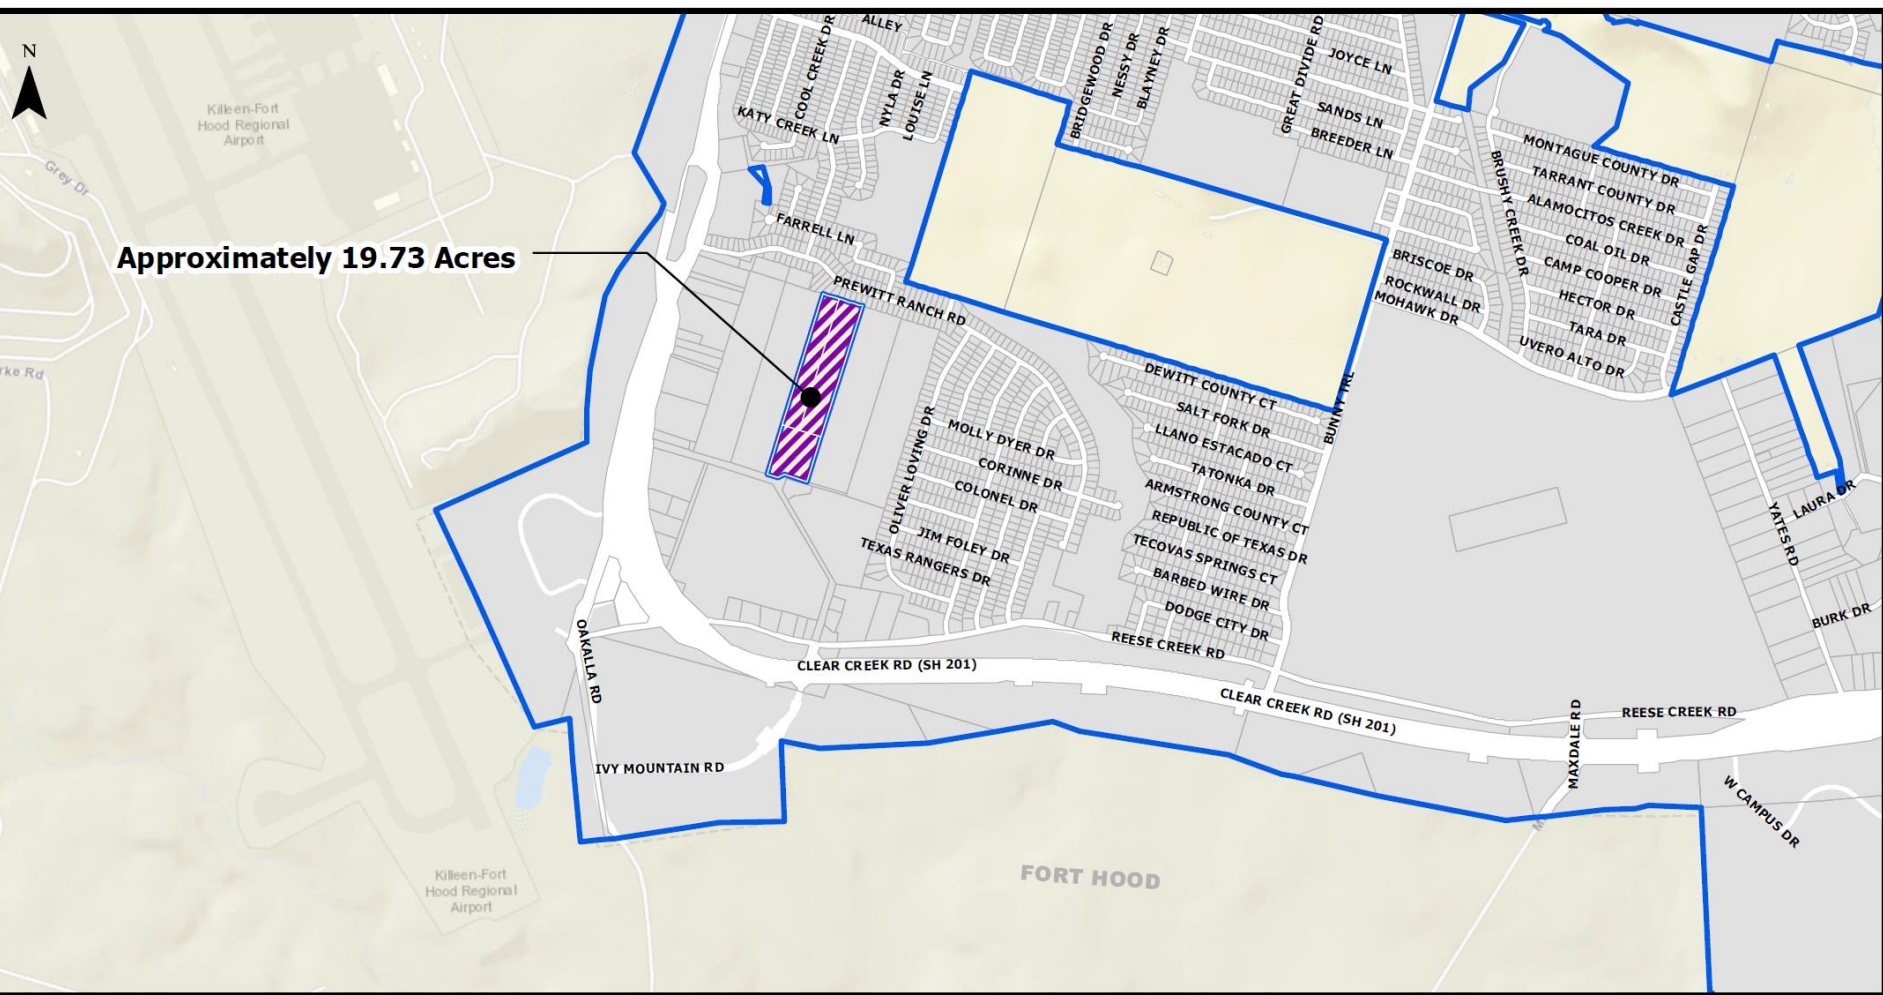 N
ALLEY
COOL CREEK DR
BRIDGEWOOD DR
NESSY DR
BLAYNEY DR
GREAT DIVIDE RD
JOYCE LN
Killeen-Fort
Hood Regional
Airport
KATY CREEK LN
NYLA DR
LOUISE LN
SANDS LN
BREEDER LN
Grey Dr
MONTAGUE COUNTY DR
TARRANT COUNTY DR
ALAMOCITOS CREEK DR
BRUSHY CREEK DR
COAL OIL DR
CAMP COOPER DR
HECTOR DR
TARA DR
UVERO ALTO DR
CASTLE GAP DR
FARRELL LN
Approximately 19.73 Acres
PREWITT RANCH RD
BRISCOE DR
ROCKWALL DR
MOHAWK DR
rke Rd
DEWITT COUNTY CT
SALT FORK DR
BUNNY TRL
LLANO ESTACADO CT
TATONKA DR
ARMSTRONG COUNTY CT
REPUBLIC OF TEXAS DR
TECOVAS SPRINGS CT
BARBED WIRE DR
DODGE CITY DR
OLIVER LOVING DR
MOLLY DYER DR
CORINNE DR
COLONEL DR
JIM FOLEY DR
TEXAS RANGERS DR
LAURA DR
YATES RD
BURK DR
OAKALLA RD
REESE CREEK RD
CLEAR CREEK RD (SH 201)
CLEAR CREEK RD (SH 201)
MAXDALE RD
REESE CREEK RD
IVY MOUNTAIN RD
W CAMPUS DR
FORT HOOD
Killeen-Fort
Hood Regional
Airport